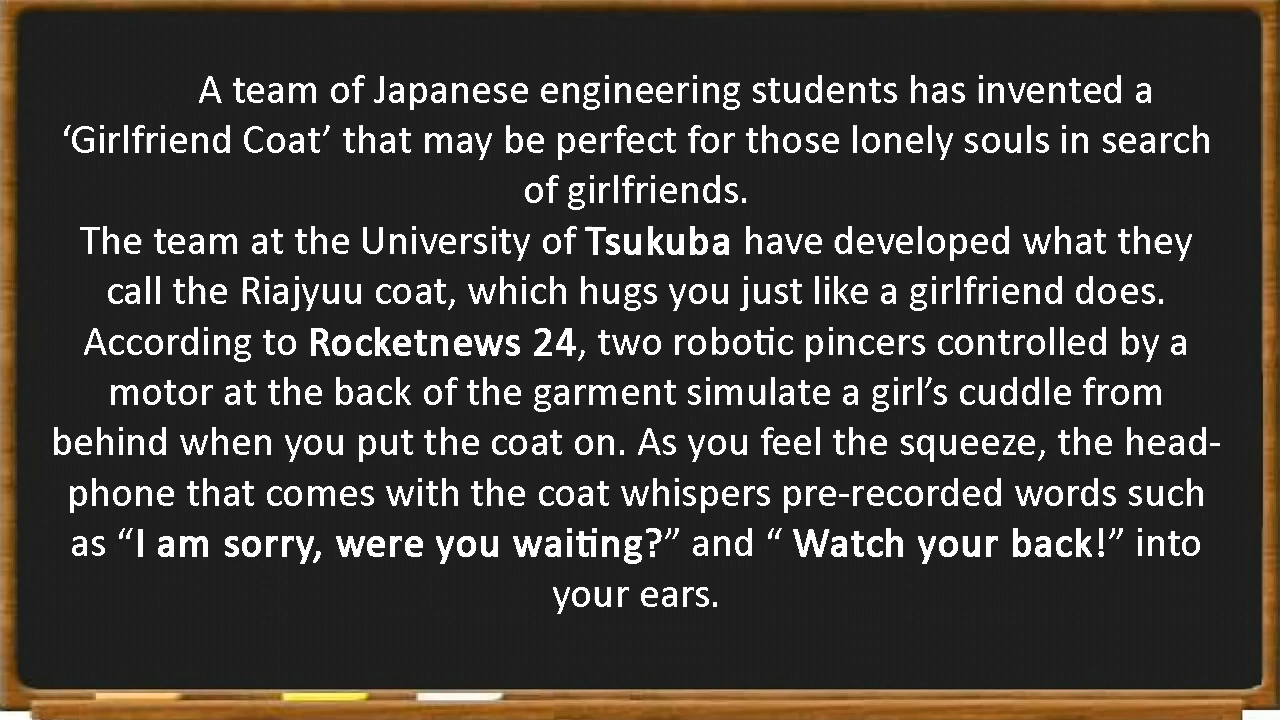 A team of Japanese engineering students has invented a
‘Girlfriend Coat’ that may be perfect for those lonely souls in search
of girlfriends.
The team at the University of Tsukuba have developed what they
call the Riajyuu coat, which hugs you just like a girlfriend does.
According to Rocketnews 24, two robotic pincers controlled by a
motor at the back of the garment simulate a girl’s cuddle from
behind when you put the coat on. As you feel the squeeze, the head-
phone that comes with the coat whispers pre-recorded words such
as “I am sorry, were you waiting?” and “ Watch your back!” into
your ears.